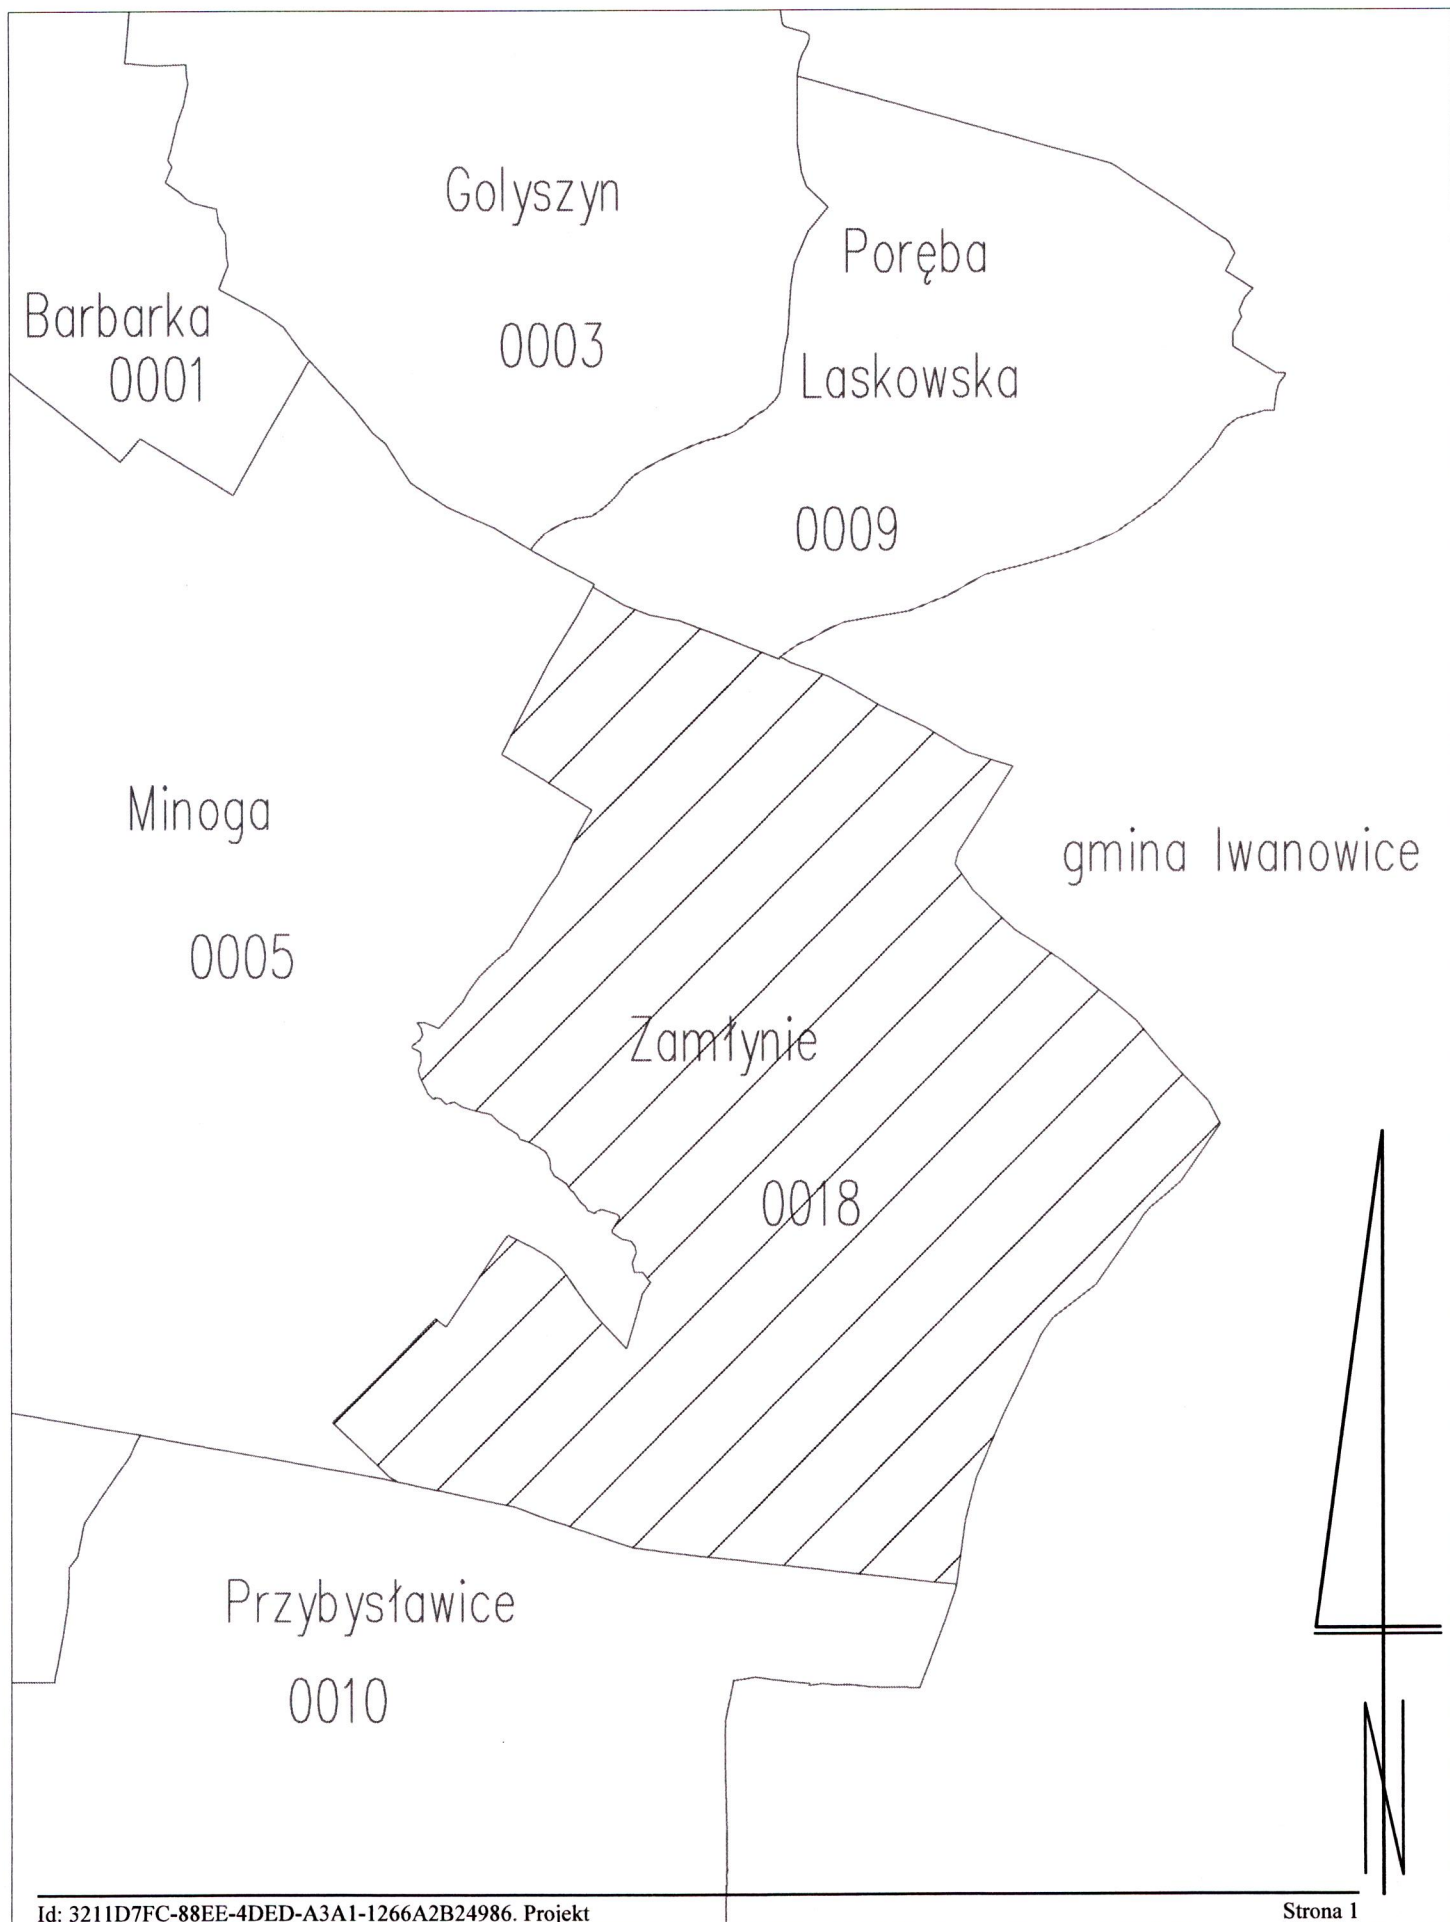 Golyszyn
0003
Poręba
Laskowska
0009
Barbarka
0001
Minoga
0005
gmina Iwanowice
Zamłynie
0018
Przybysławice
0010
N
Id: 3211D7FC-88EE-4DED-A3A1-1266A2B24986. Projekt
Strona 1